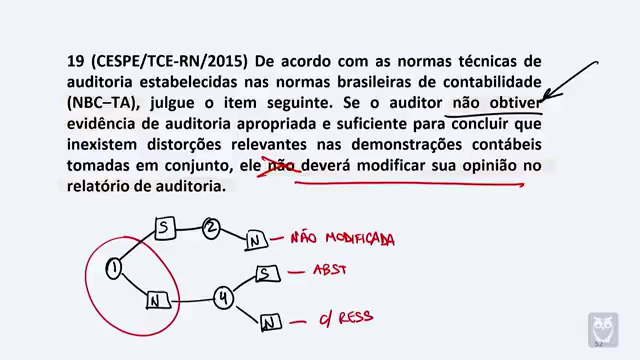 19 (CESPE/TCE-RN/2015) De acordo com as normas técnicas de
auditoria estabelecidas nas normas brasileiras de contabilidade
(NBC–TA), julgue o item seguinte. Se o auditor não obtiver
evidência de auditoria apropriada e suficiente para concluir que
inexistem distorções relevantes nas demonstrações contábeis
tomadas em conjunto, ele não deverá modificar sua opinião no
relatório de auditoria.
S 2 N - NÃO MODIFICADA
1
S - ABST
N 4
N - C/ RESS
52